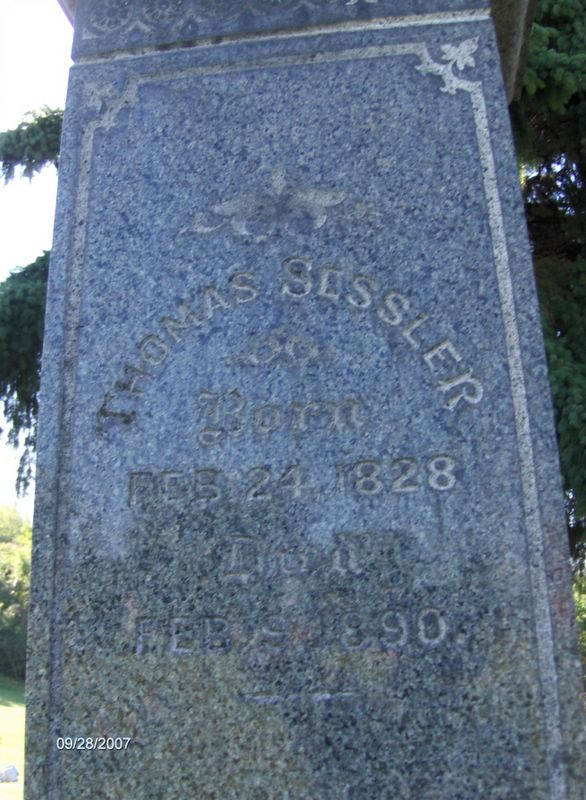 THOMAS SESSLER
Born
FEB 24, 1828
Died
FEB 1890
09/28/2007